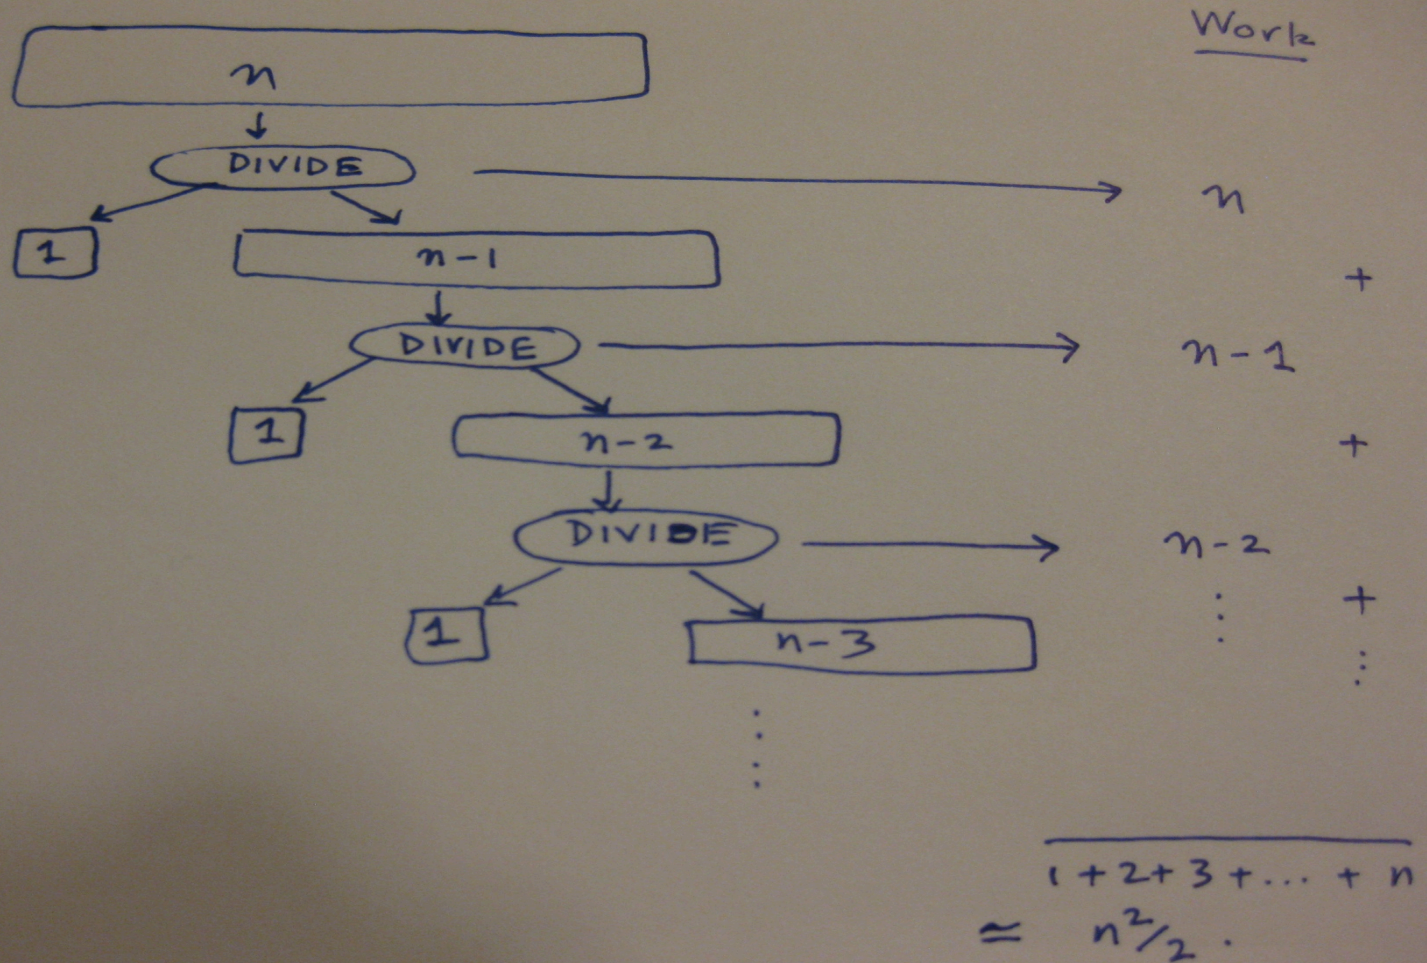 Work
n
DIVIDE
n
1
n-1
+
DIVIDE
n-1
1
n-2
+
DIVIDE
n-2
+
1
n-3
1+2+3+... + n
≃ n²/2.